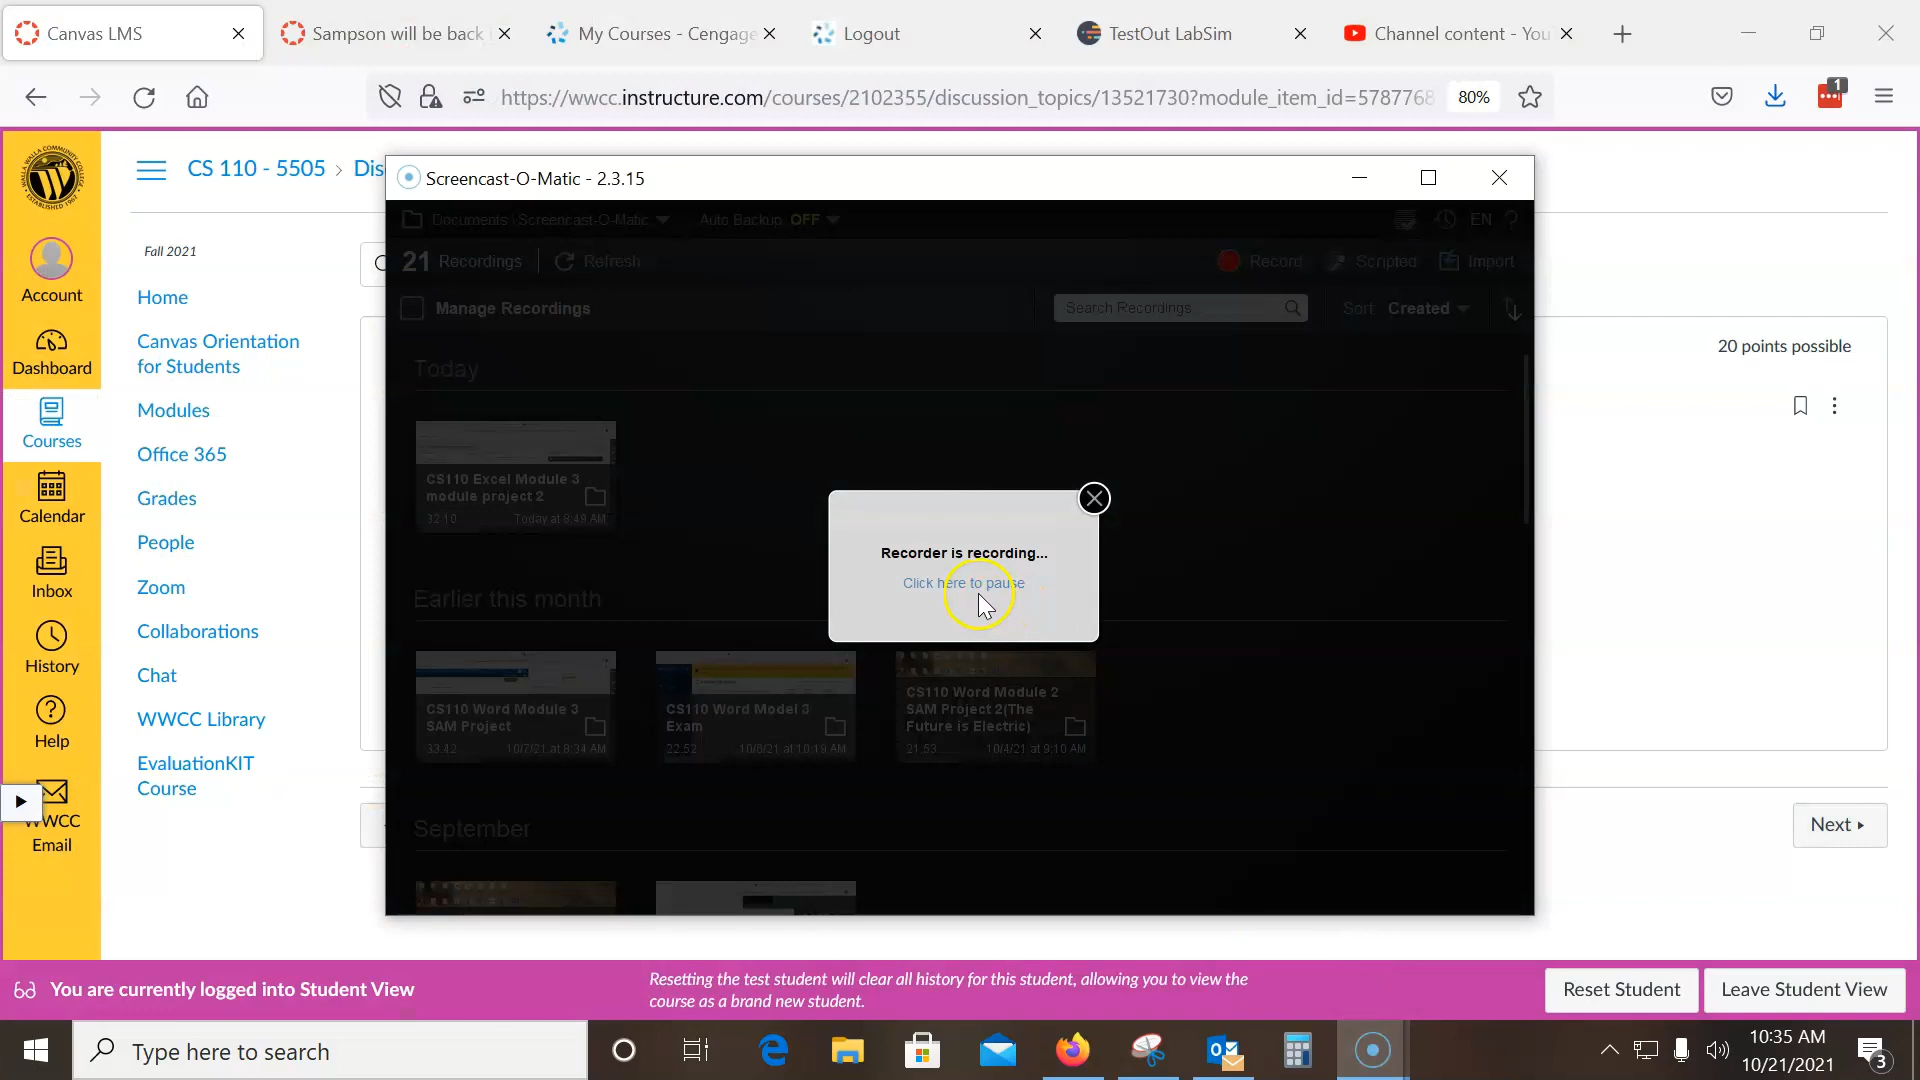 Canvas LMS
Sampson will be back
My Courses - Cengage
Logout
TestOut LabSim
Channel content - You
https://wwcc.instructure.com/courses/2102355/discussion_topics/13521730?module_item_id=5787768
80%
1
CS 110 - 5505 › Dis
Screencast-O-Matic - 2.3.15
Documents \ Screencast-O-Matic
Auto Backup OFF
EN ?
21 Recordings
Refresh
Record
Scripted
Import
Manage Recordings
Search Recordings...
Sort Created
Account
Dashboard
Courses
Calendar
Inbox
History
Help
WWCC
Email
Fall 2021
Home
Canvas Orientation
for Students
Modules
Office 365
Grades
People
Zoom
Collaborations
Chat
WWCC Library
EvaluationKIT
Course
Today
CS110 Excel Module 3
module project 2
32:10 Today at 8:49 AM
Recorder is recording...
Click here to pause
Earlier this month
CS110 Word Module 3
SAM Project
33:42 10/7/21 at 8:34 AM
CS110 Word Model 3
Exam
22:52 10/6/21 at 10:19 AM
CS110 Word Module 2
SAM Project 2(The
Future is Electric)
21:53 10/4/21 at 9:10 AM
September
20 points possible
Next
You are currently logged into Student View
Resetting the test student will clear all history for this student, allowing you to view the
course as a brand new student.
Reset Student
Leave Student View
Type here to search
10:35 AM
10/21/2021
3